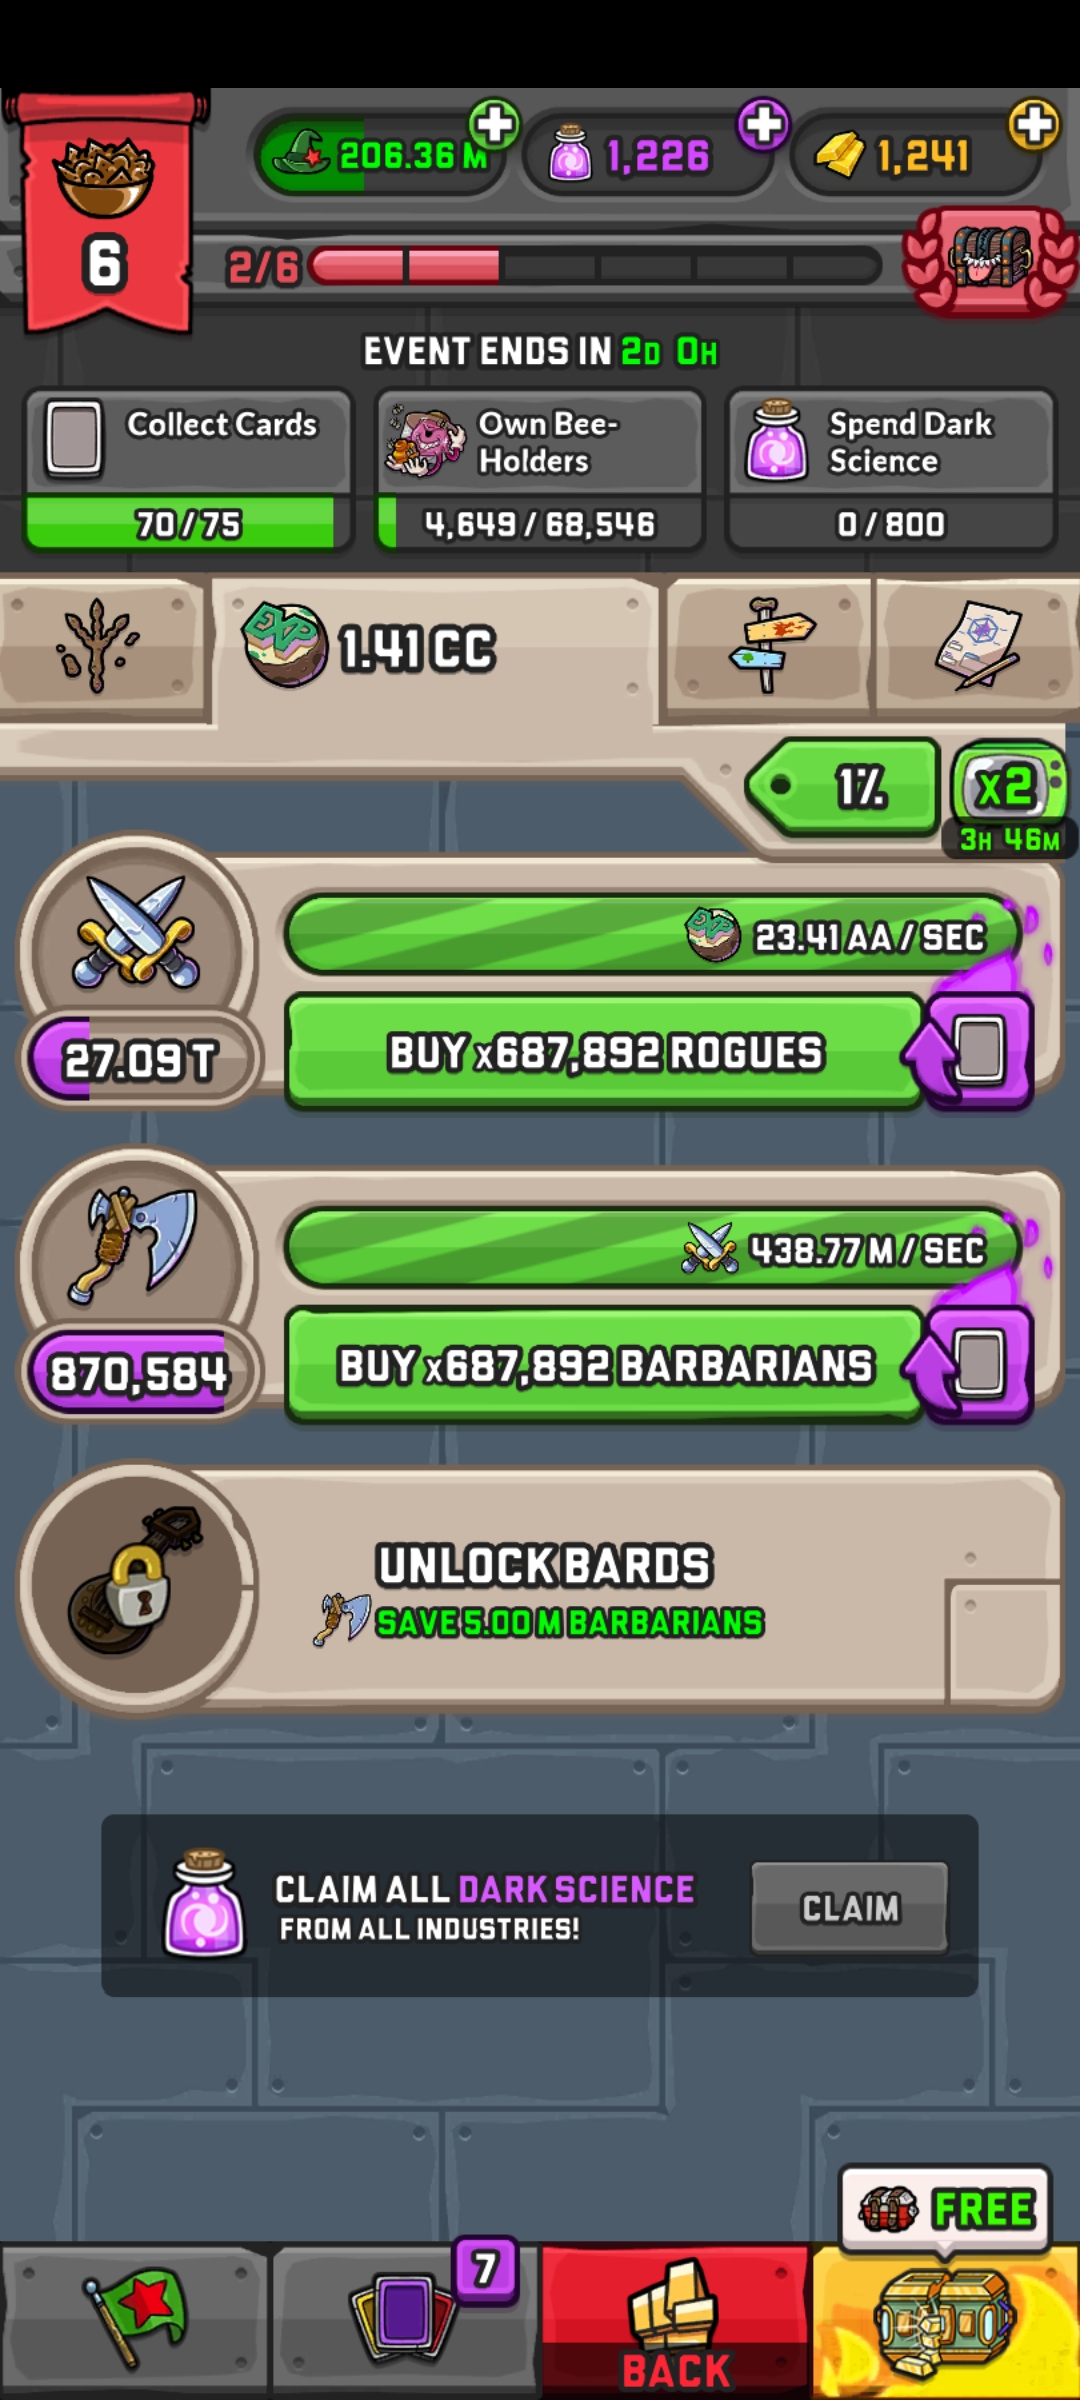 206.36 M
1,226
1,241
6
2/6
EVENT ENDS IN 2D 0H
Collect Cards
70 / 75
Own Bee-
Holders
4,649 / 68,546
Spend Dark
Science
0 / 800
EXP
1.41 CC
1%
x2
3H 46M
EXP
23.41 AA / SEC
27.09 T
BUY x687,892 ROGUES
438.77 M / SEC
870,584
BUY x687,892 BARBARIANS
UNLOCK BARDS
SAVE 5.00 M BARBARIANS
CLAIM ALL DARK SCIENCE
FROM ALL INDUSTRIES!
CLAIM
FREE
7
BACK